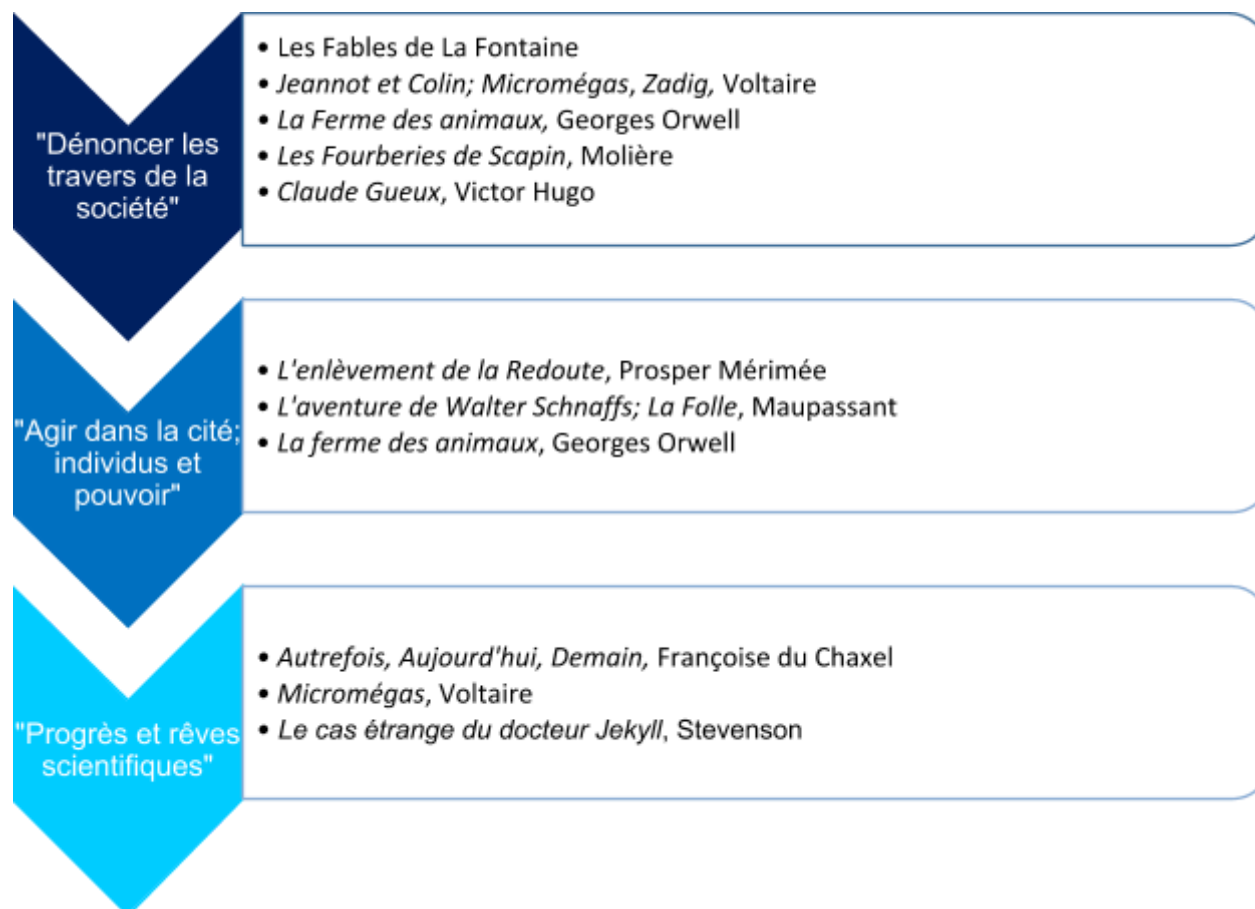 "Dénoncer les
travers de la
société"
• Les Fables de La Fontaine
• Jeannot et Colin; Micromégas, Zadig, Voltaire
• La Ferme des animaux, Georges Orwell
• Les Fourberies de Scapin, Molière
• Claude Gueux, Victor Hugo
"Agir dans la cité;
individus et
pouvoir"
• L'enlèvement de la Redoute, Prosper Mérimée
• L'aventure de Walter Schnaffs; La Folle, Maupassant
• La ferme des animaux, Georges Orwell
"Progrès et rêves
scientifiques"
• Autrefois, Aujourd'hui, Demain, Françoise du Chaxel
• Micromégas, Voltaire
• Le cas étrange du docteur Jekyll, Stevenson